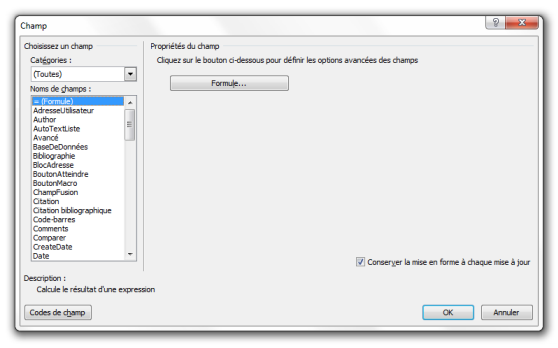 Champ
Choisissez un champ
Catégories :
(Toutes)
Noms de champs :
= (Formule)
AdresseUtilisateur
Author
AutoTextListe
Avancé
BaseDeDonnées
Bibliographie
BlocAdresse
BoutonAtteindre
BoutonMacro
ChampFusion
Citation
Citation bibliographique
Code-barres
Comments
Comparer
CreateDate
Date
Propriétés du champ
Cliquez sur le bouton ci-dessous pour définir les options avancées des champs
Formule...
Conserver la mise en forme à chaque mise à jour
Description :
Calcule le résultat d'une expression
Codes de champ
OK
Annuler